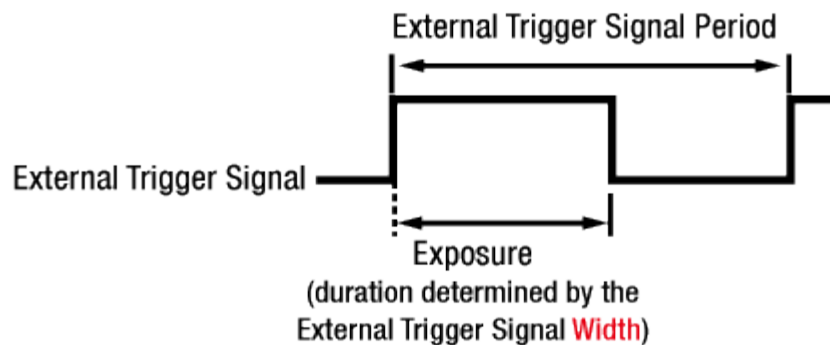 External Trigger Signal Period
External Trigger Signal
Exposure
(duration determined by the
External Trigger Signal Width)